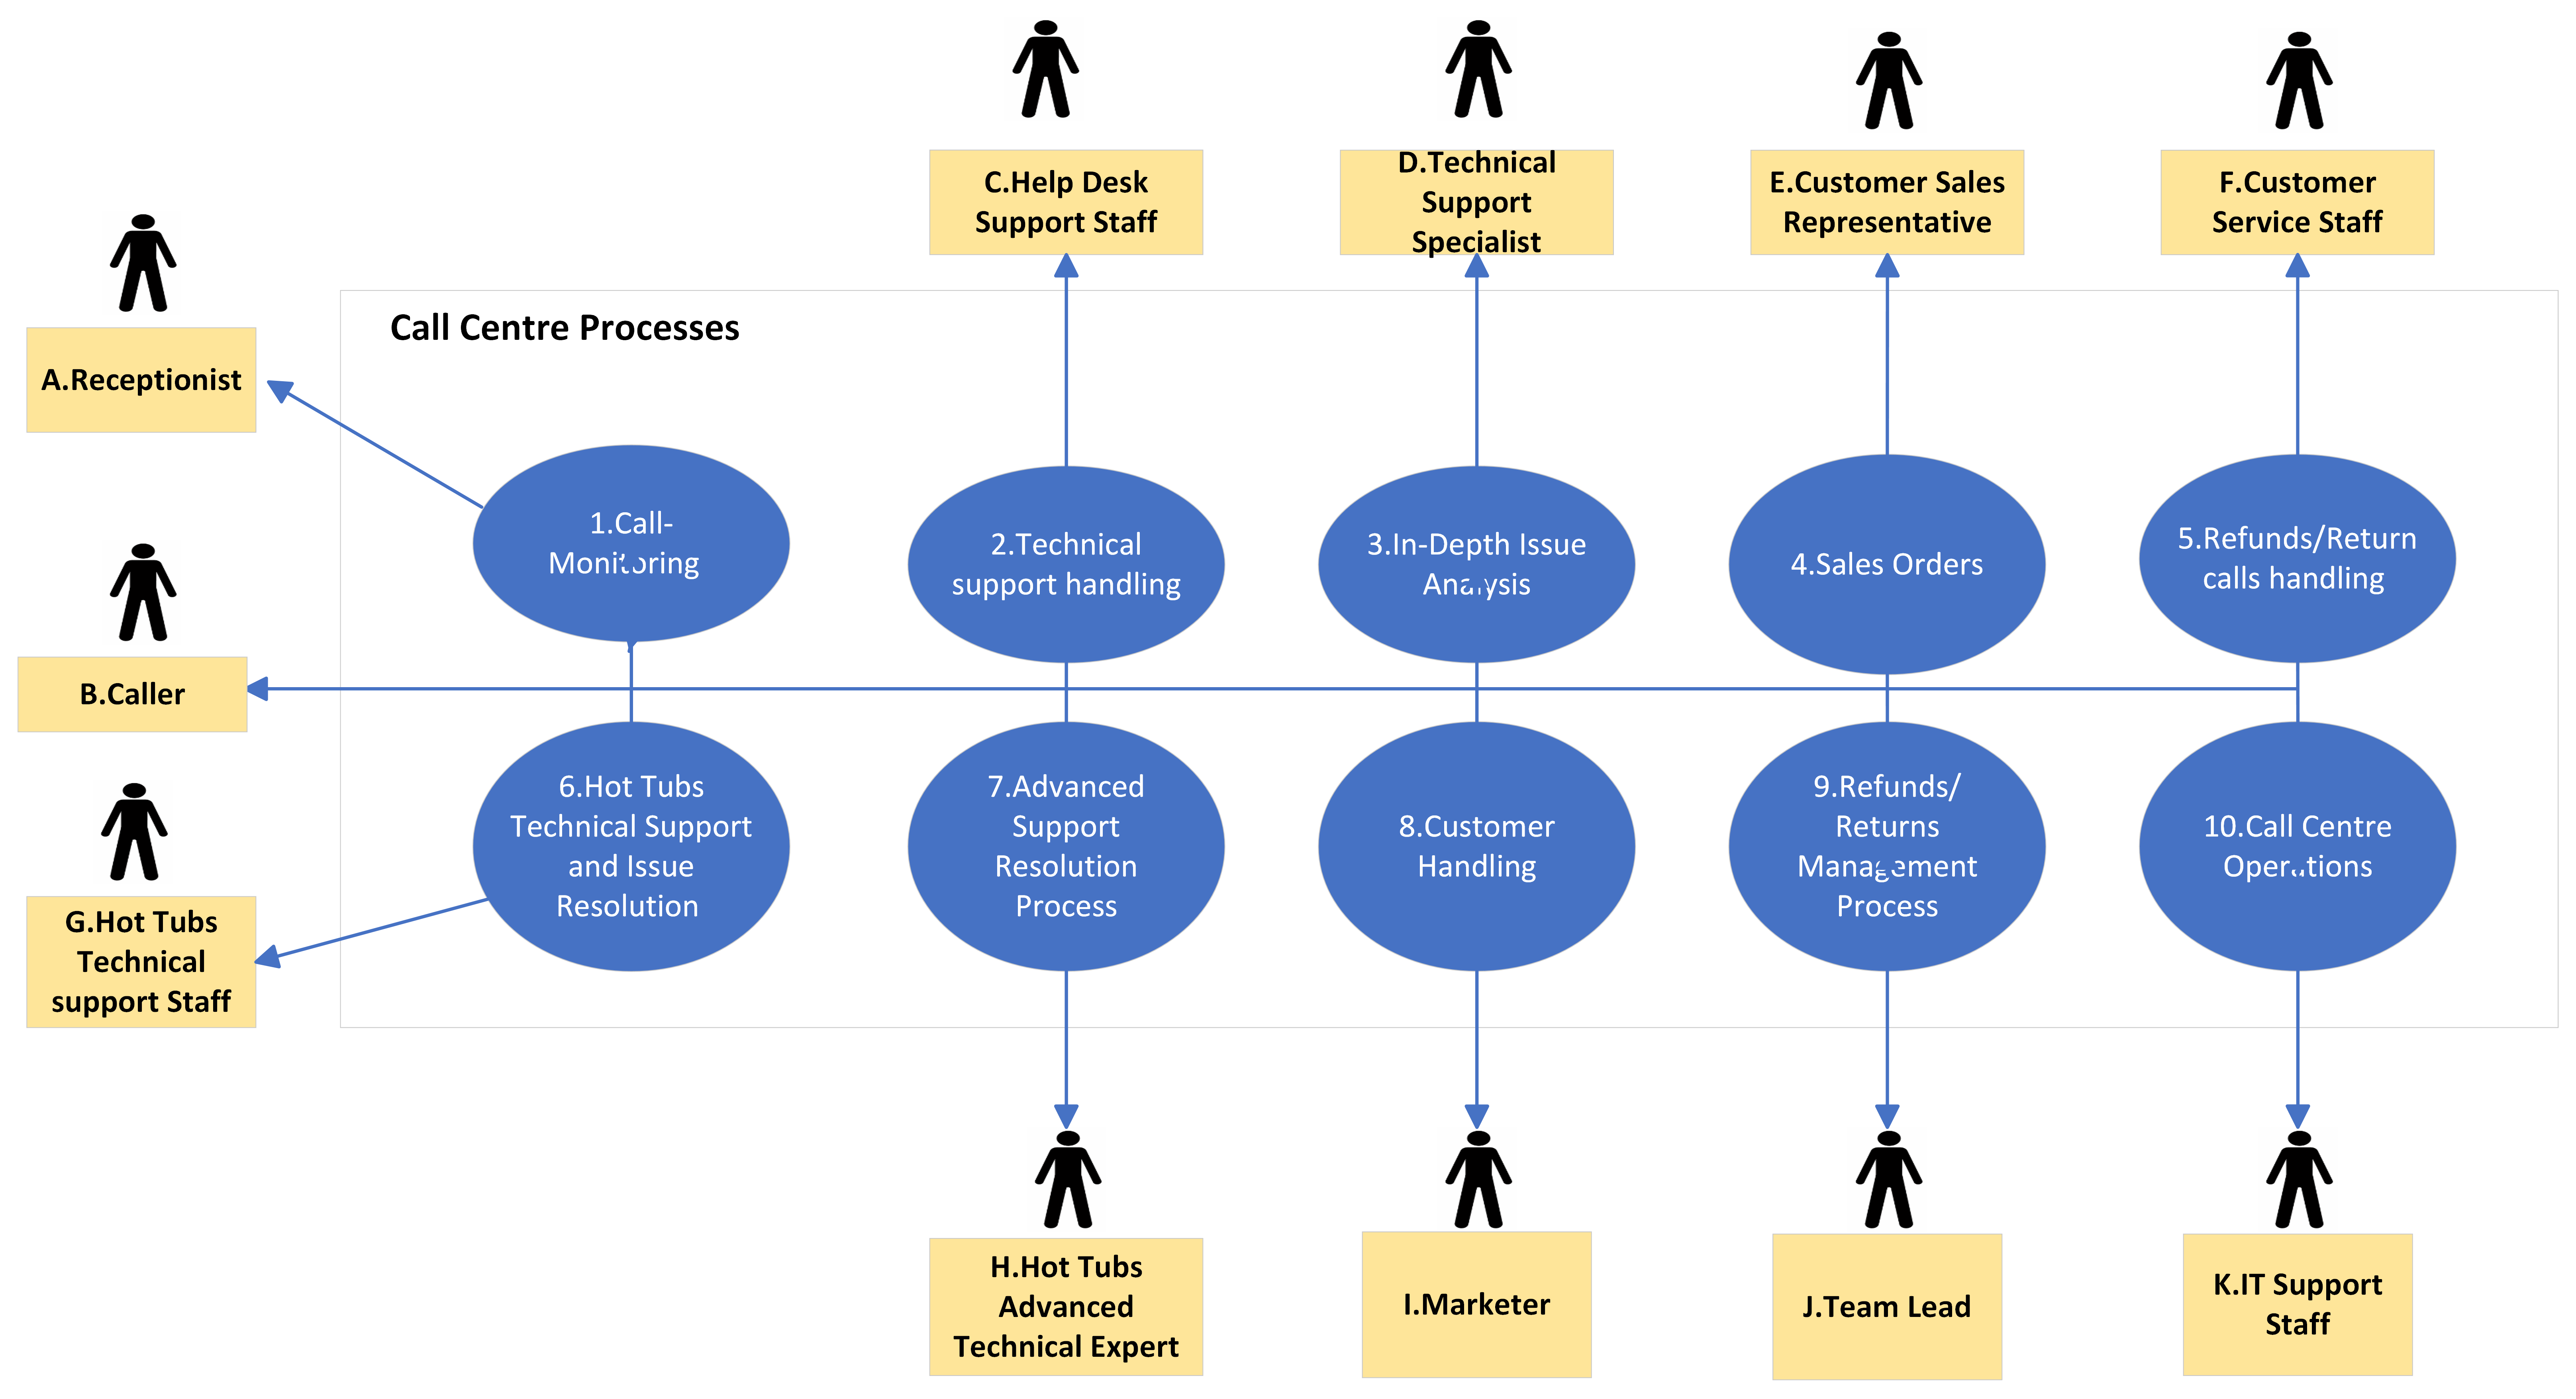 C.Help Desk
Support Staff
D.Technical
Support
Specialist
E.Customer Sales
Representative
F.Customer
Service Staff
Call Centre Processes
A.Receptionist
1.Call-
Monitoring
2.Technical
support handling
3.In-Depth Issue
Analysis
4.Sales Orders
5.Refunds/Return
calls handling
B.Caller
6.Hot Tubs
Technical Support
and Issue
Resolution
7.Advanced
Support
Resolution
Process
8.Customer
Handling
9.Refunds/
Returns
Management
Process
10.Call Centre
Operations
G.Hot Tubs
Technical
support Staff
H.Hot Tubs
Advanced
Technical Expert
I.Marketer
J.Team Lead
K.IT Support
Staff